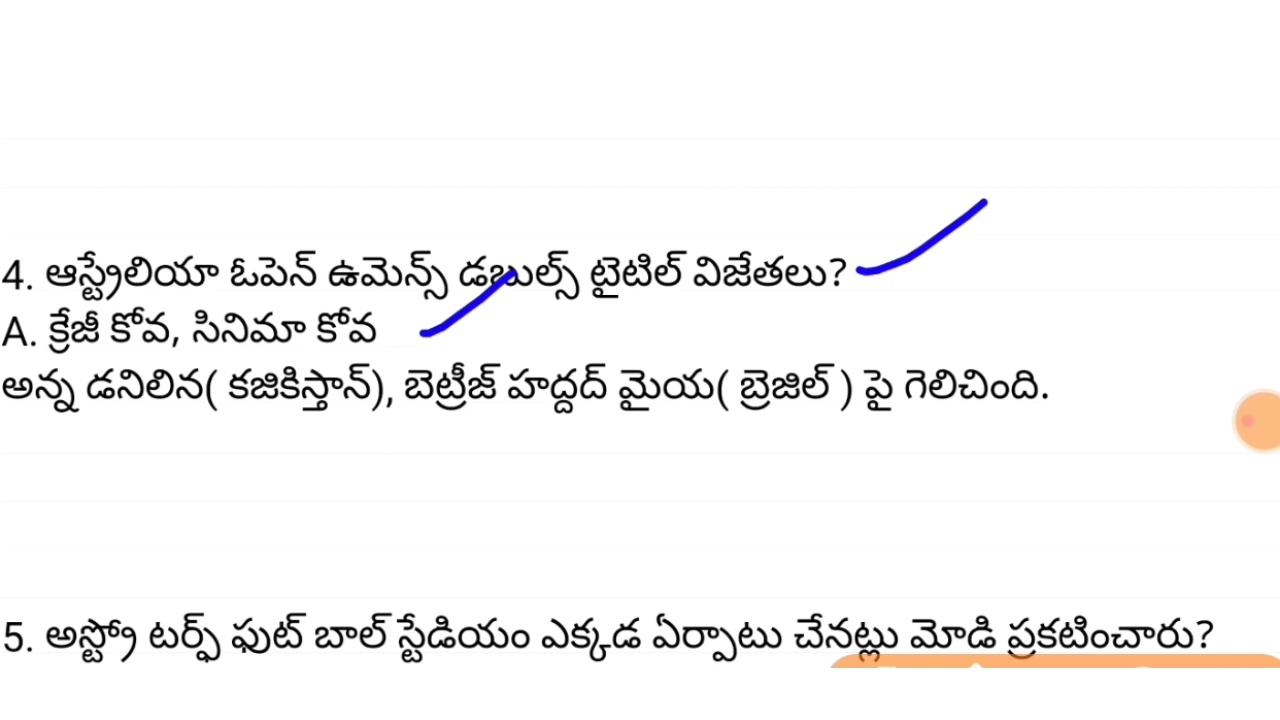 4. ఆస్ట్రేలియా ఓపెన్ ఉమెన్స్ డబుల్స్ టైటిల్ విజేతలు?
A. క్రేజీ కోవ, సినిమా కోవ
అన్న డనిలిన( కజికిస్తాన్), బెట్రీజ్ హద్దద్ మైయ( బ్రెజిల్ ) పై గెలిచింది.
5. అస్ట్రో టర్ఫ్ ఫుట్ బాల్ స్టేడియం ఎక్కడ ఏర్పాటు చేనట్లు మోడి ప్రకటించారు?